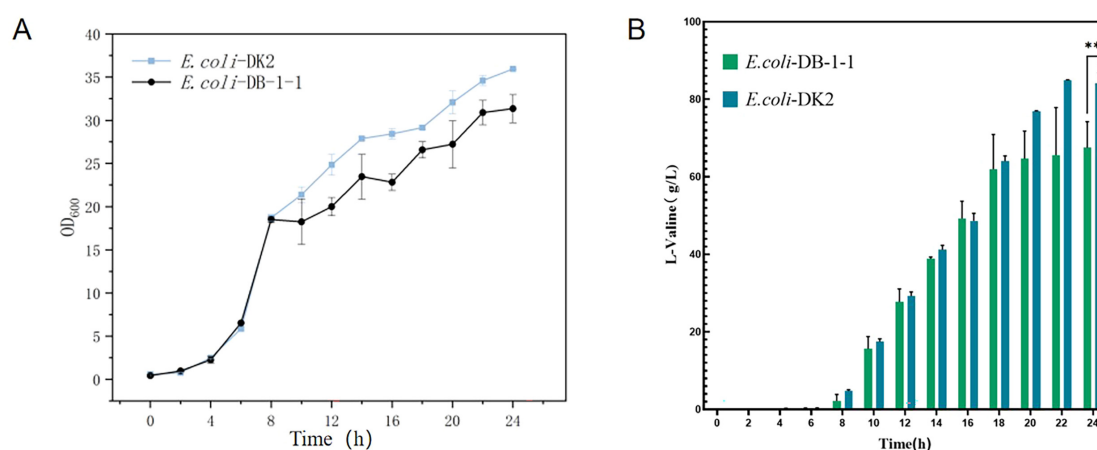 A
40
35
30
25
20
15
10
5
0
OD600
E.coli-DK2
E.coli-DB-1-1
0 4 8 12 16 20 24
Time (h)
B
100
80
60
40
20
0
L-Valine( g/L)
E.coli-DB-1-1
E.coli-DK2
**
0 2 4 6 8 10 12 14 16 18 20 22 24
Time(h)